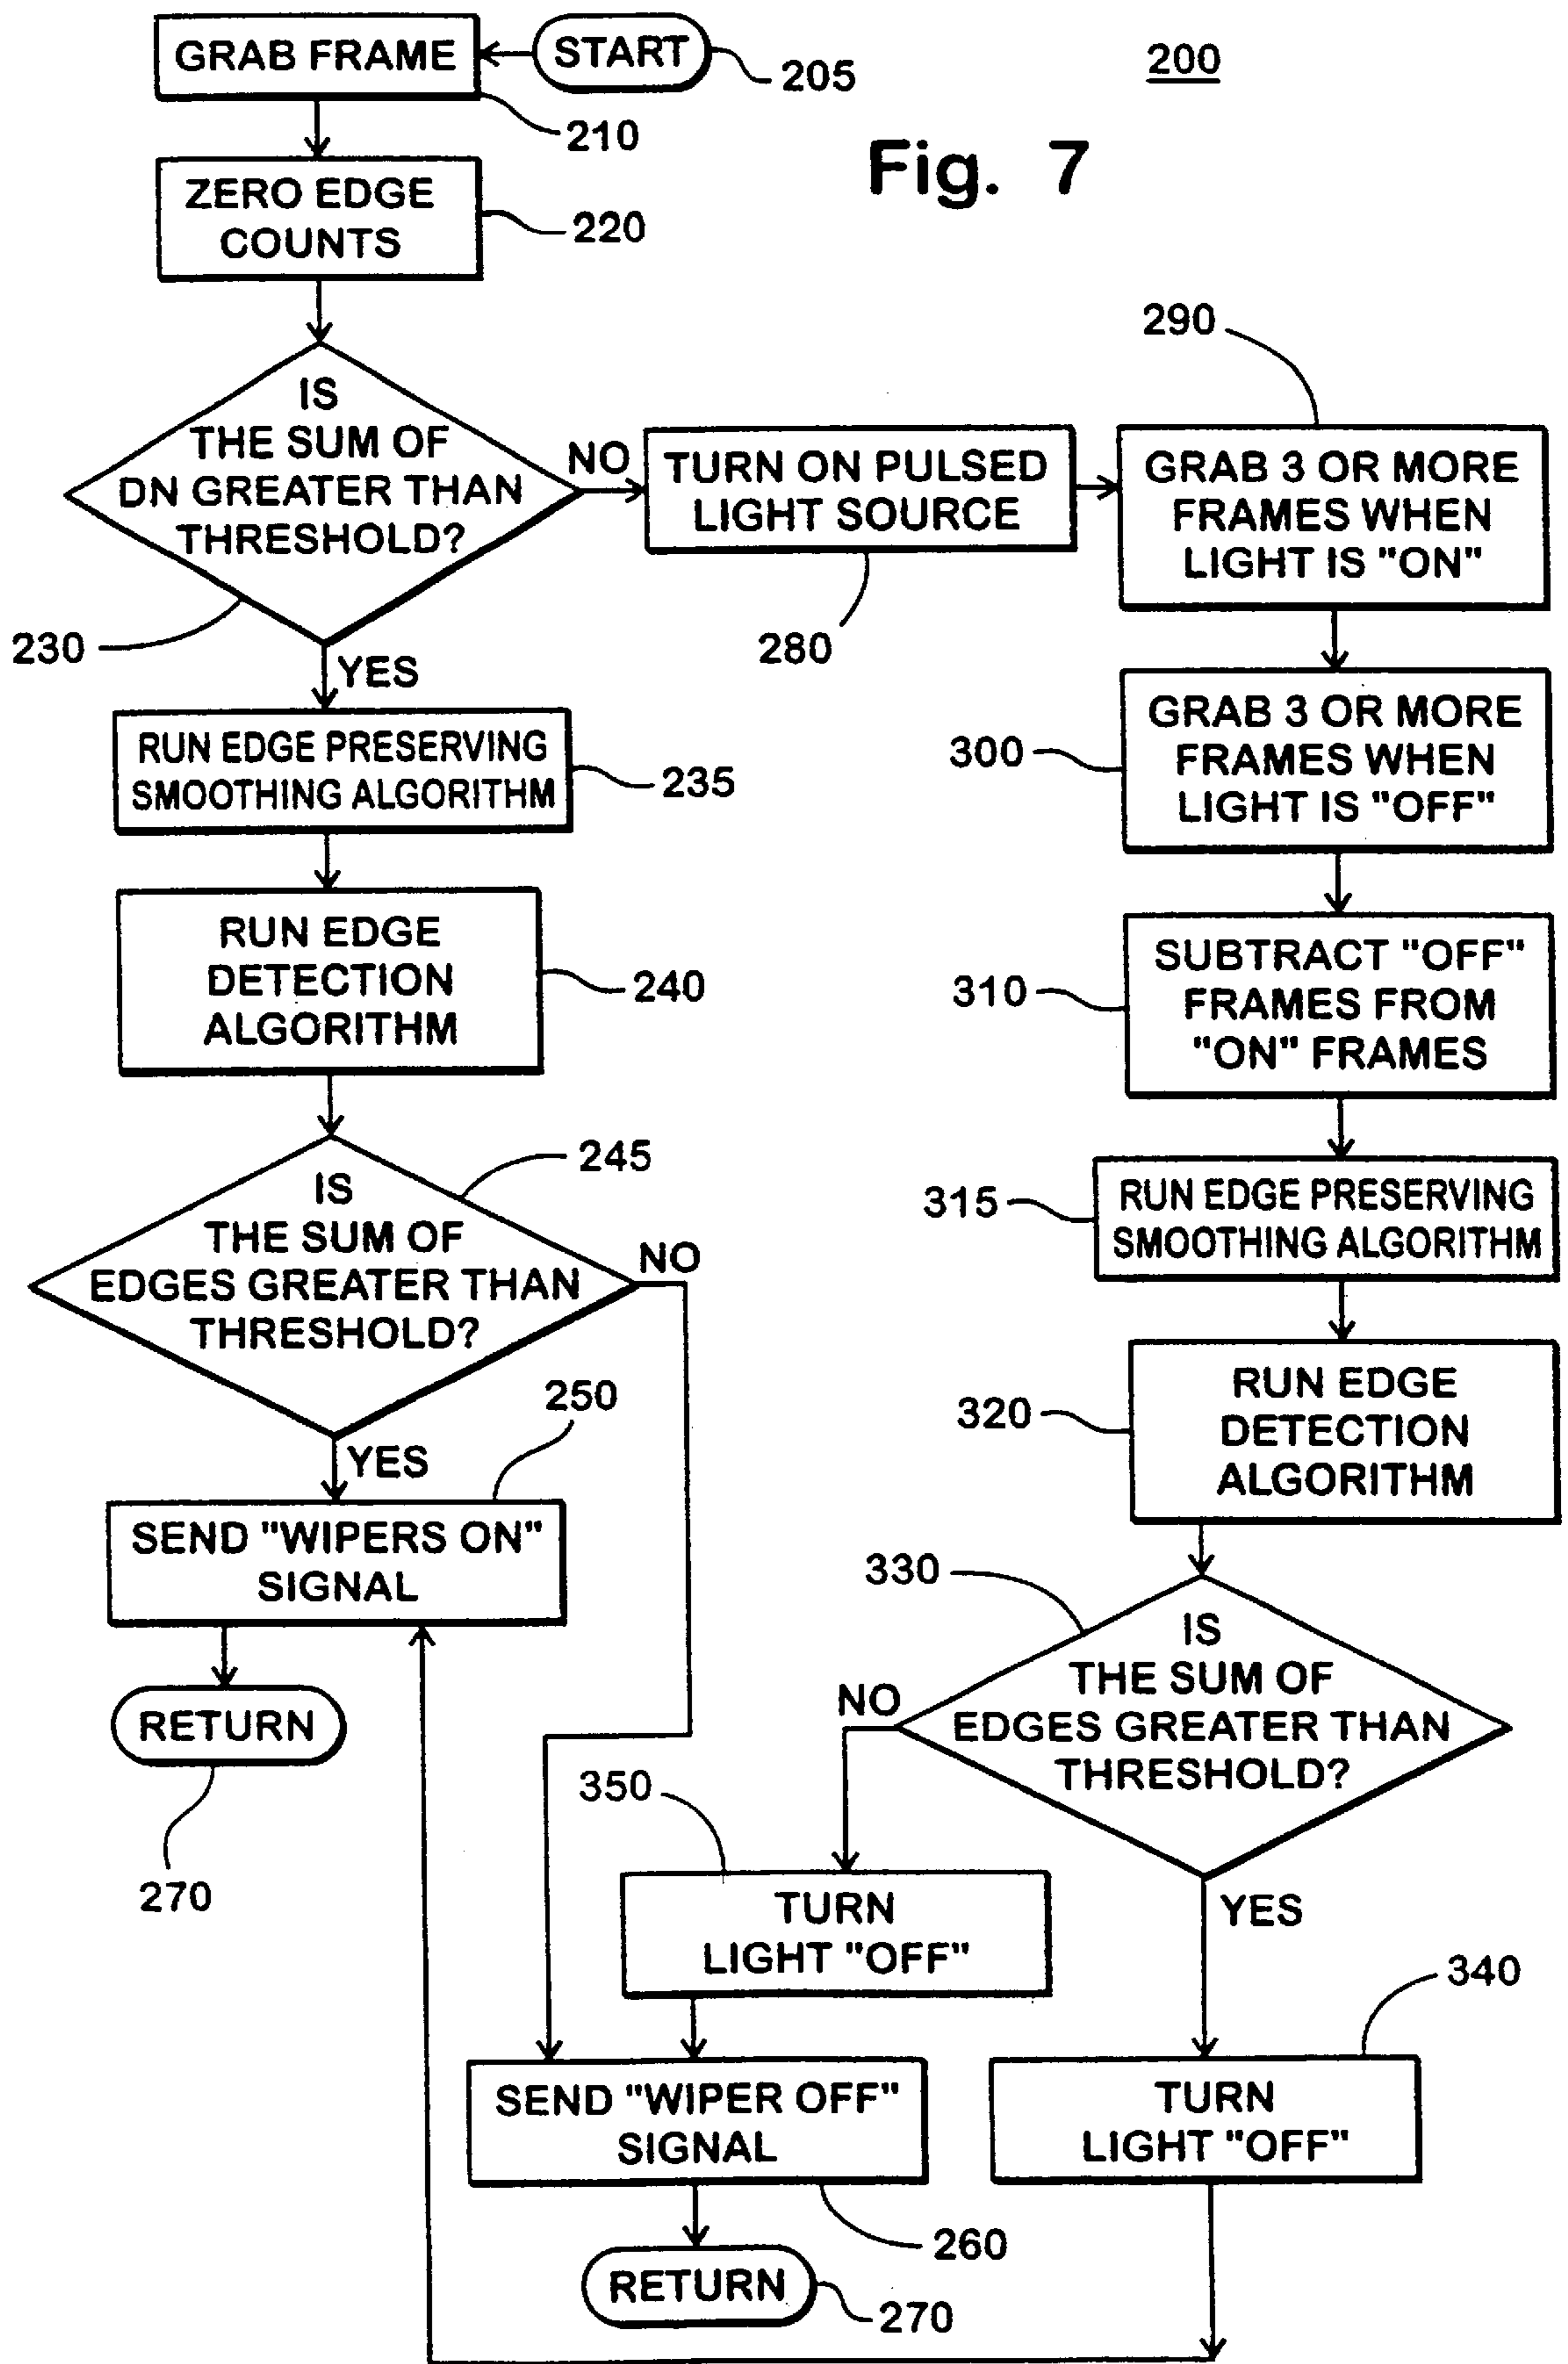 GRAB FRAME
START
205
200
210
Fig. 7
ZERO EDGE
COUNTS
220
IS
THE SUM OF
DN GREATER THAN
THRESHOLD?
230
NO
YES
TURN ON PULSED
LIGHT SOURCE
280
290
GRAB 3 OR MORE
FRAMES WHEN
LIGHT IS "ON"
RUN EDGE PRESERVING
SMOOTHING ALGORITHM
235
300
GRAB 3 OR MORE
FRAMES WHEN
LIGHT IS "OFF"
RUN EDGE
DETECTION
ALGORITHM
240
310
SUBTRACT "OFF"
FRAMES FROM
"ON" FRAMES
245
IS
THE SUM OF
EDGES GREATER THAN
THRESHOLD?
NO
YES
315
RUN EDGE PRESERVING
SMOOTHING ALGORITHM
320
RUN EDGE
DETECTION
ALGORITHM
250
SEND "WIPERS ON"
SIGNAL
RETURN
270
330
IS
THE SUM OF
EDGES GREATER THAN
THRESHOLD?
NO
YES
350
TURN
LIGHT "OFF"
340
TURN
LIGHT "OFF"
SEND "WIPER OFF"
SIGNAL
260
RETURN
270